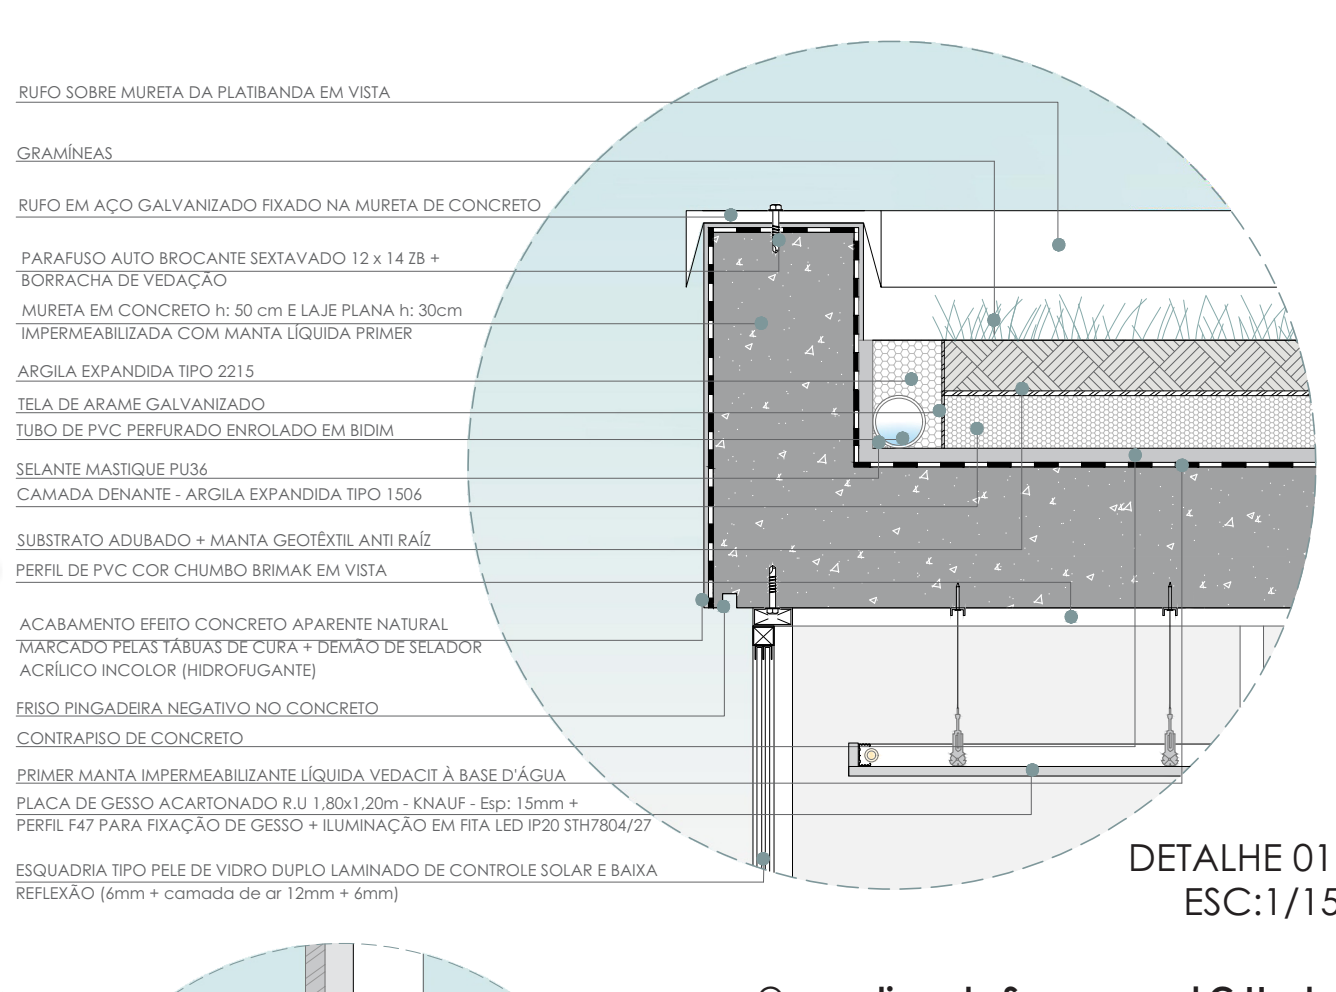 RUFO SOBRE MURETA DA PLATIBANDA EM VISTA
GRAMÍNEAS
RUFO EM AÇO GALVANIZADO FIXADO NA MURETA DE CONCRETO
PARAFUSO AUTO BROCANTE SEXTAVADO 12 x 14 ZB +
BORRACHA DE VEDAÇÃO
MURETA EM CONCRETO h: 50 cm E LAJE PLANA h: 30cm
IMPERMEABILIZADA COM MANTA LÍQUIDA PRIMER
ARGILA EXPANDIDA TIPO 2215
TELA DE ARAME GALVANIZADO
TUBO DE PVC PERFURADO ENROLADO EM BIDIM
SELANTE MASTIQUE PU36
CAMADA DENANTE - ARGILA EXPANDIDA TIPO 1506
SUBSTRATO ADUBADO + MANTA GEOTÊXTIL ANTI RAÍZ
PERFIL DE PVC COR CHUMBO BRIMAK EM VISTA
ACABAMENTO EFEITO CONCRETO APARENTE NATURAL
MARCADO PELAS TÁBUAS DE CURA + DEMÃO DE SELADOR
ACRÍLICO INCOLOR (HIDROFUGANTE)
FRISO PINGADEIRA NEGATIVO NO CONCRETO
CONTRAPISO DE CONCRETO
PRIMER MANTA IMPERMEABILIZANTE LÍQUIDA VEDACIT À BASE D'ÁGUA
PLACA DE GESSO ACARTONADO R.U 1,80x1,20m - KNAUF - Esp: 15mm +
PERFIL F47 PARA FIXAÇÃO DE GESSO + ILUMINAÇÃO EM FITA LED IP20 STH7804/27
ESQUADRIA TIPO PELE DE VIDRO DUPLO LAMINADO DE CONTROLE SOLAR E BAIXA
REFLEXÃO (6mm + camada de ar 12mm + 6mm)
DETALHE 01
ESC:1/15